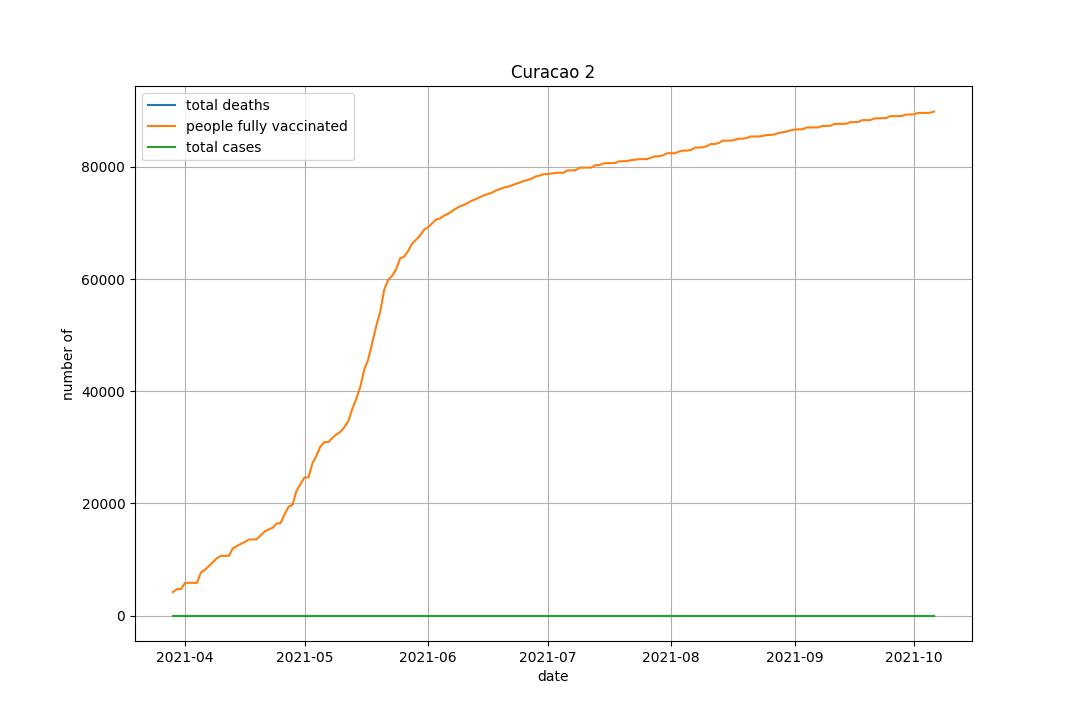 Curacao 2
total deaths
people fully vaccinated
total cases
80000
60000
40000
20000
0
number of
2021-04 2021-05 2021-06 2021-07 2021-08 2021-09 2021-10
date